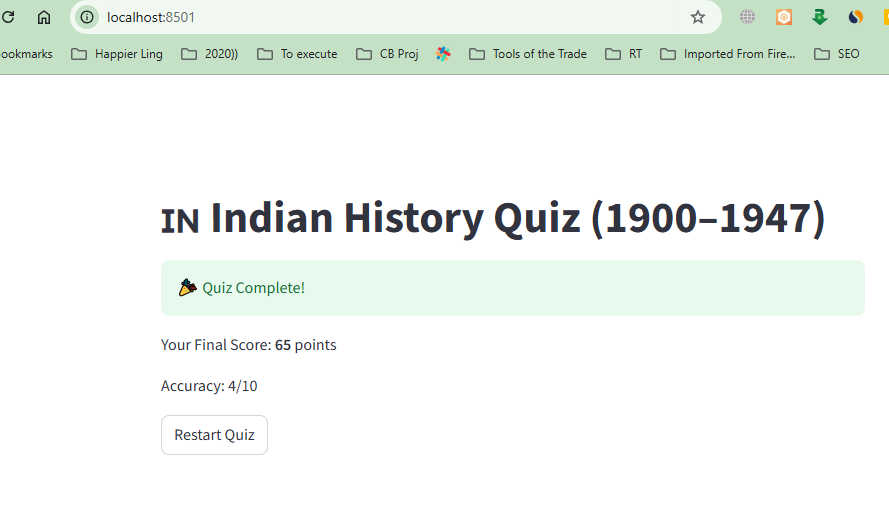 localhost:8501
ookmarks Happier Ling 2020)) To execute CB Proj Tools of the Trade RT Imported From Fire... SEO
IN Indian History Quiz (1900–1947)
🎉 Quiz Complete!
Your Final Score: 65 points
Accuracy: 4/10
Restart Quiz